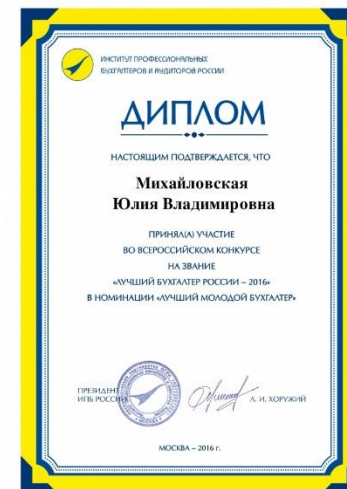 ИНСТИТУТ ПРОФЕССИОНАЛЬНЫХ
БУХГАЛТЕРОВ И АУДИТОРОВ РОССИИ
ДИПЛОМ
НАСТОЯЩИМ ПОДТВЕРЖДАЕТСЯ, ЧТО
Михайловская
Юлия Владимировна
ПРИНЯЛ(А) УЧАСТИЕ
ВО ВСЕРОССИЙСКОМ КОНКУРСЕ
НА ЗВАНИЕ
«ЛУЧШИЙ БУХГАЛТЕР РОССИИ – 2016»
В НОМИНАЦИИ «ЛУЧШИЙ МОЛОДОЙ БУХГАЛТЕР»
ПРЕЗИДЕНТ
ИПБ РОССИИ
Л. И. ХОРУЖИЙ
МОСКВА – 2016 г.